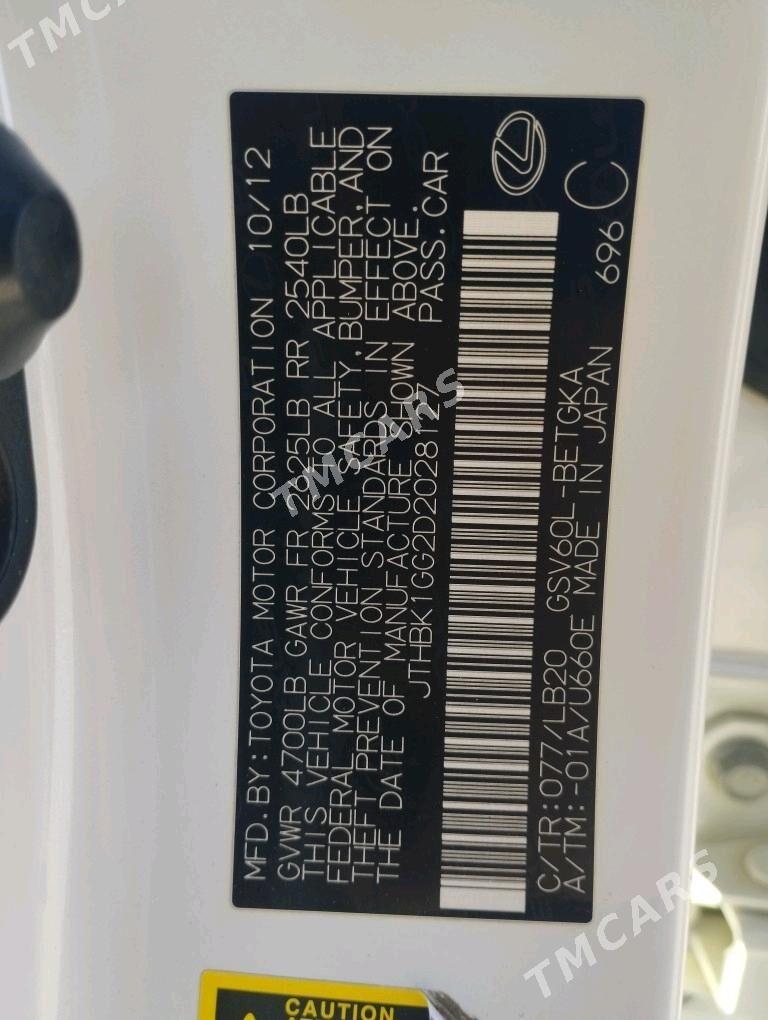 MFD.BY:TOYOTA MOTOR CORPORATION 10/12
GVWR 4700LB GAWR FR 2925LB RR 2540LB
THIS VEHICLE CONFORMS TO ALL APPLICABLE
FEDERAL MOTOR VEHICLE SAFETY,BUMPER,AND
THEFT PREVENTION STANDARDS IN EFFECT ON
THE DATE OF MANUFACTURE SHOWN ABOVE.
PASS.CAR
C/TR:077/LB20 GSV60L-BETGKA
A/TM:-01A/U660E MADE IN JAPAN
696 C
CAUTION
TMCARS
TMCARS
TMCARS